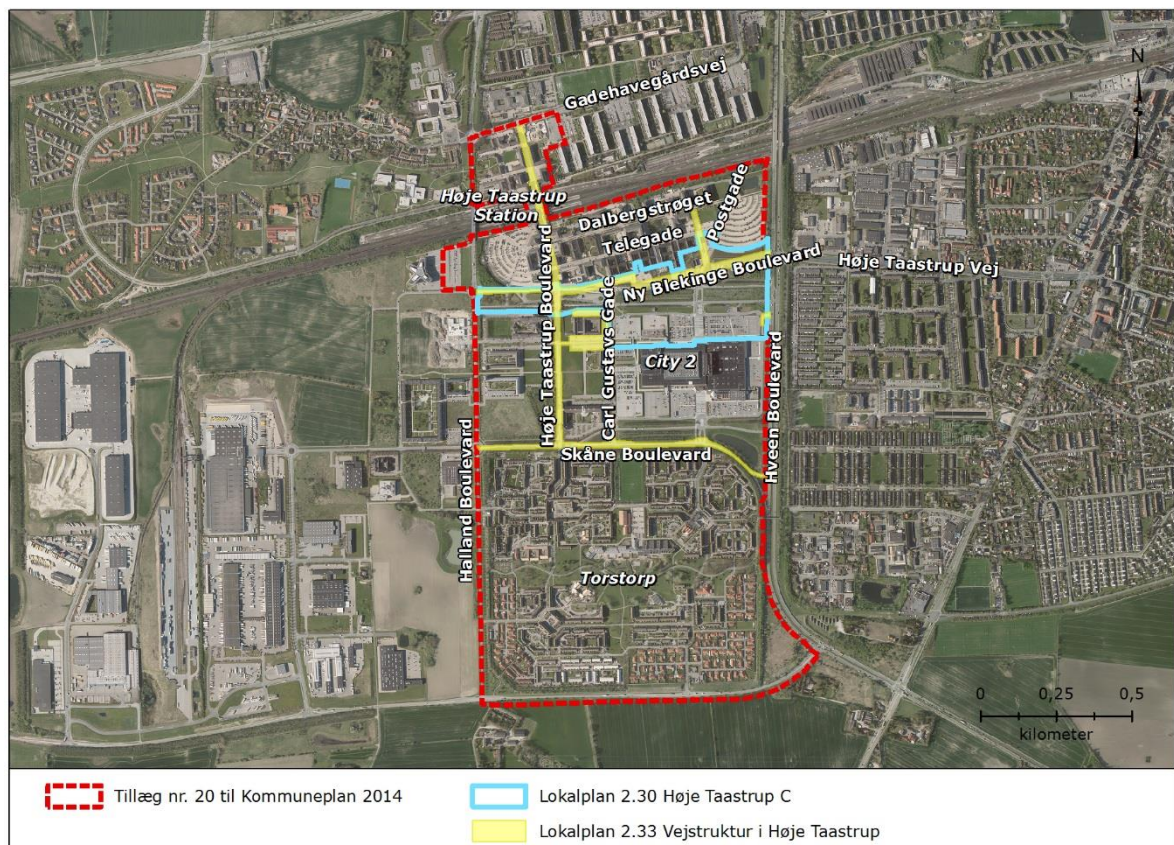 Gadehavegårdsvej
N
Høje Taastrup
Station
Dalbergstrøget
Postgade
Telegade
Høje Taastrup Vej
Ny Blekinge Boulevard
Høje Taastrup Boulevard
Carl Gustavs Gade
City 2
Hveen Boulevard
Skåne Boulevard
Halland Boulevard
Torstorp
0 0,25 0,5
kilometer
Tillæg nr. 20 til Kommuneplan 2014
Lokalplan 2.30 Høje Taastrup C
Lokalplan 2.33 Vejstruktur i Høje Taastrup